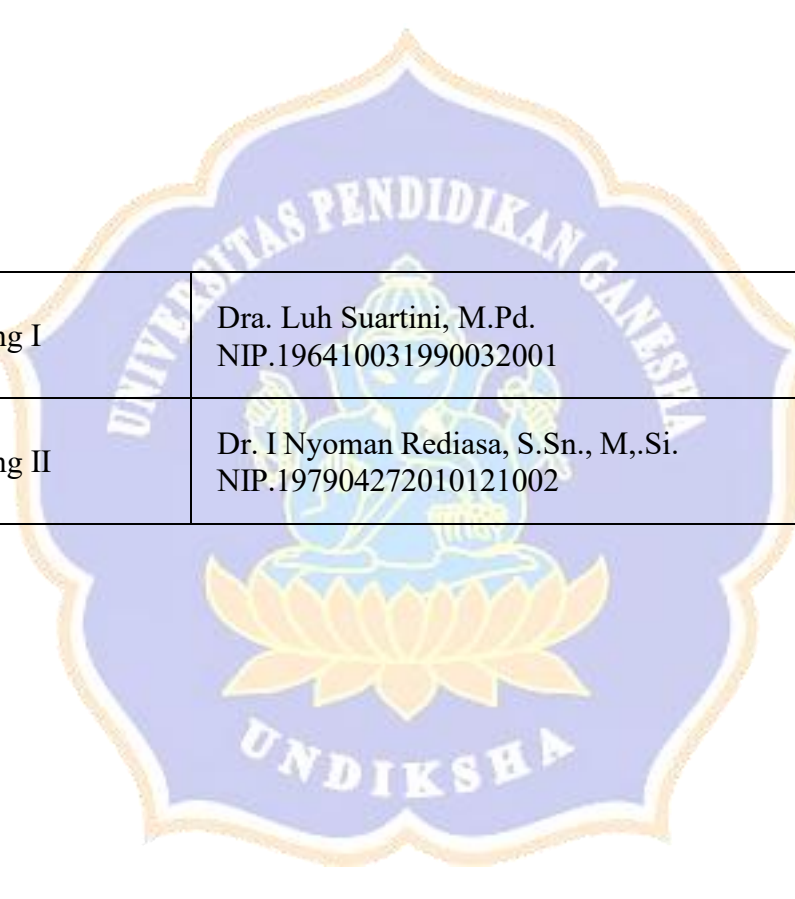 UNIVERSITAS PENDIDIKAN GANESHA
ng I
Dra. Luh Suartini, M.Pd.
NIP.196410031990032001
ng II
Dr. I Nyoman Rediasa, S.Sn., M,.Si.
NIP.197904272010121002
UNDIKSHA